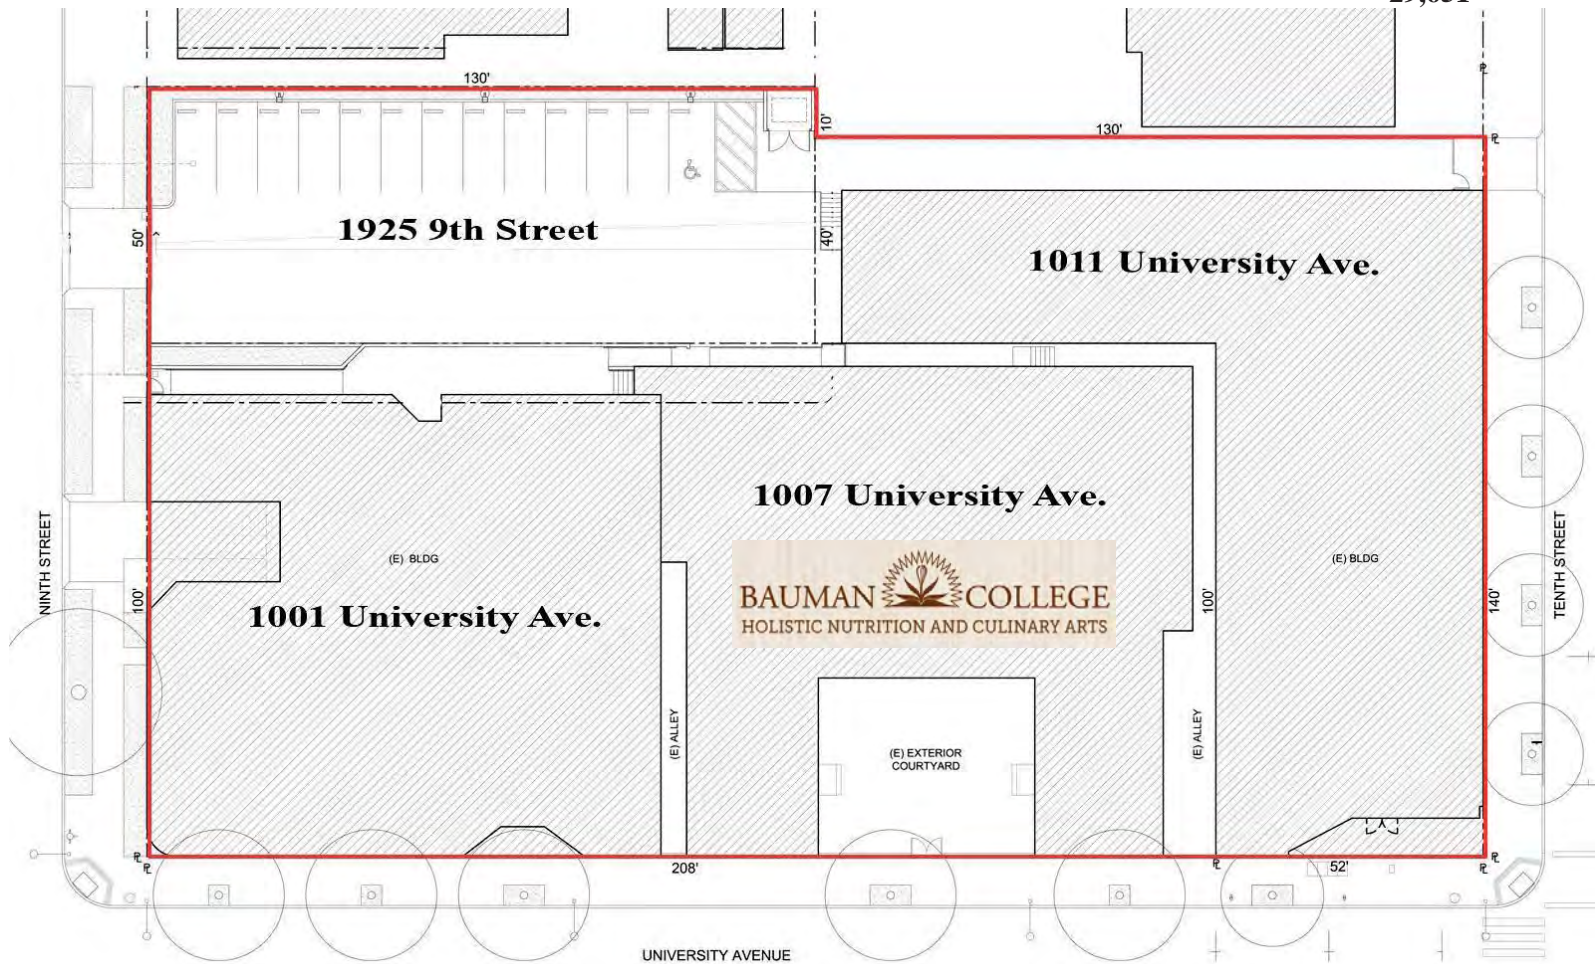 130'
10'
130'
1925 9th Street
50'
40'
1011 University Ave.
1007 University Ave.
(E) BLDG
(E) BLDG
NINTH STREET
TENTH STREET
BAUMAN COLLEGE
HOLISTIC NUTRITION AND CULINARY ARTS
100'
1001 University Ave.
100'
140'
(E) ALLEY
(E) EXTERIOR
COURTYARD
(E) ALLEY
208'
52'
UNIVERSITY AVENUE